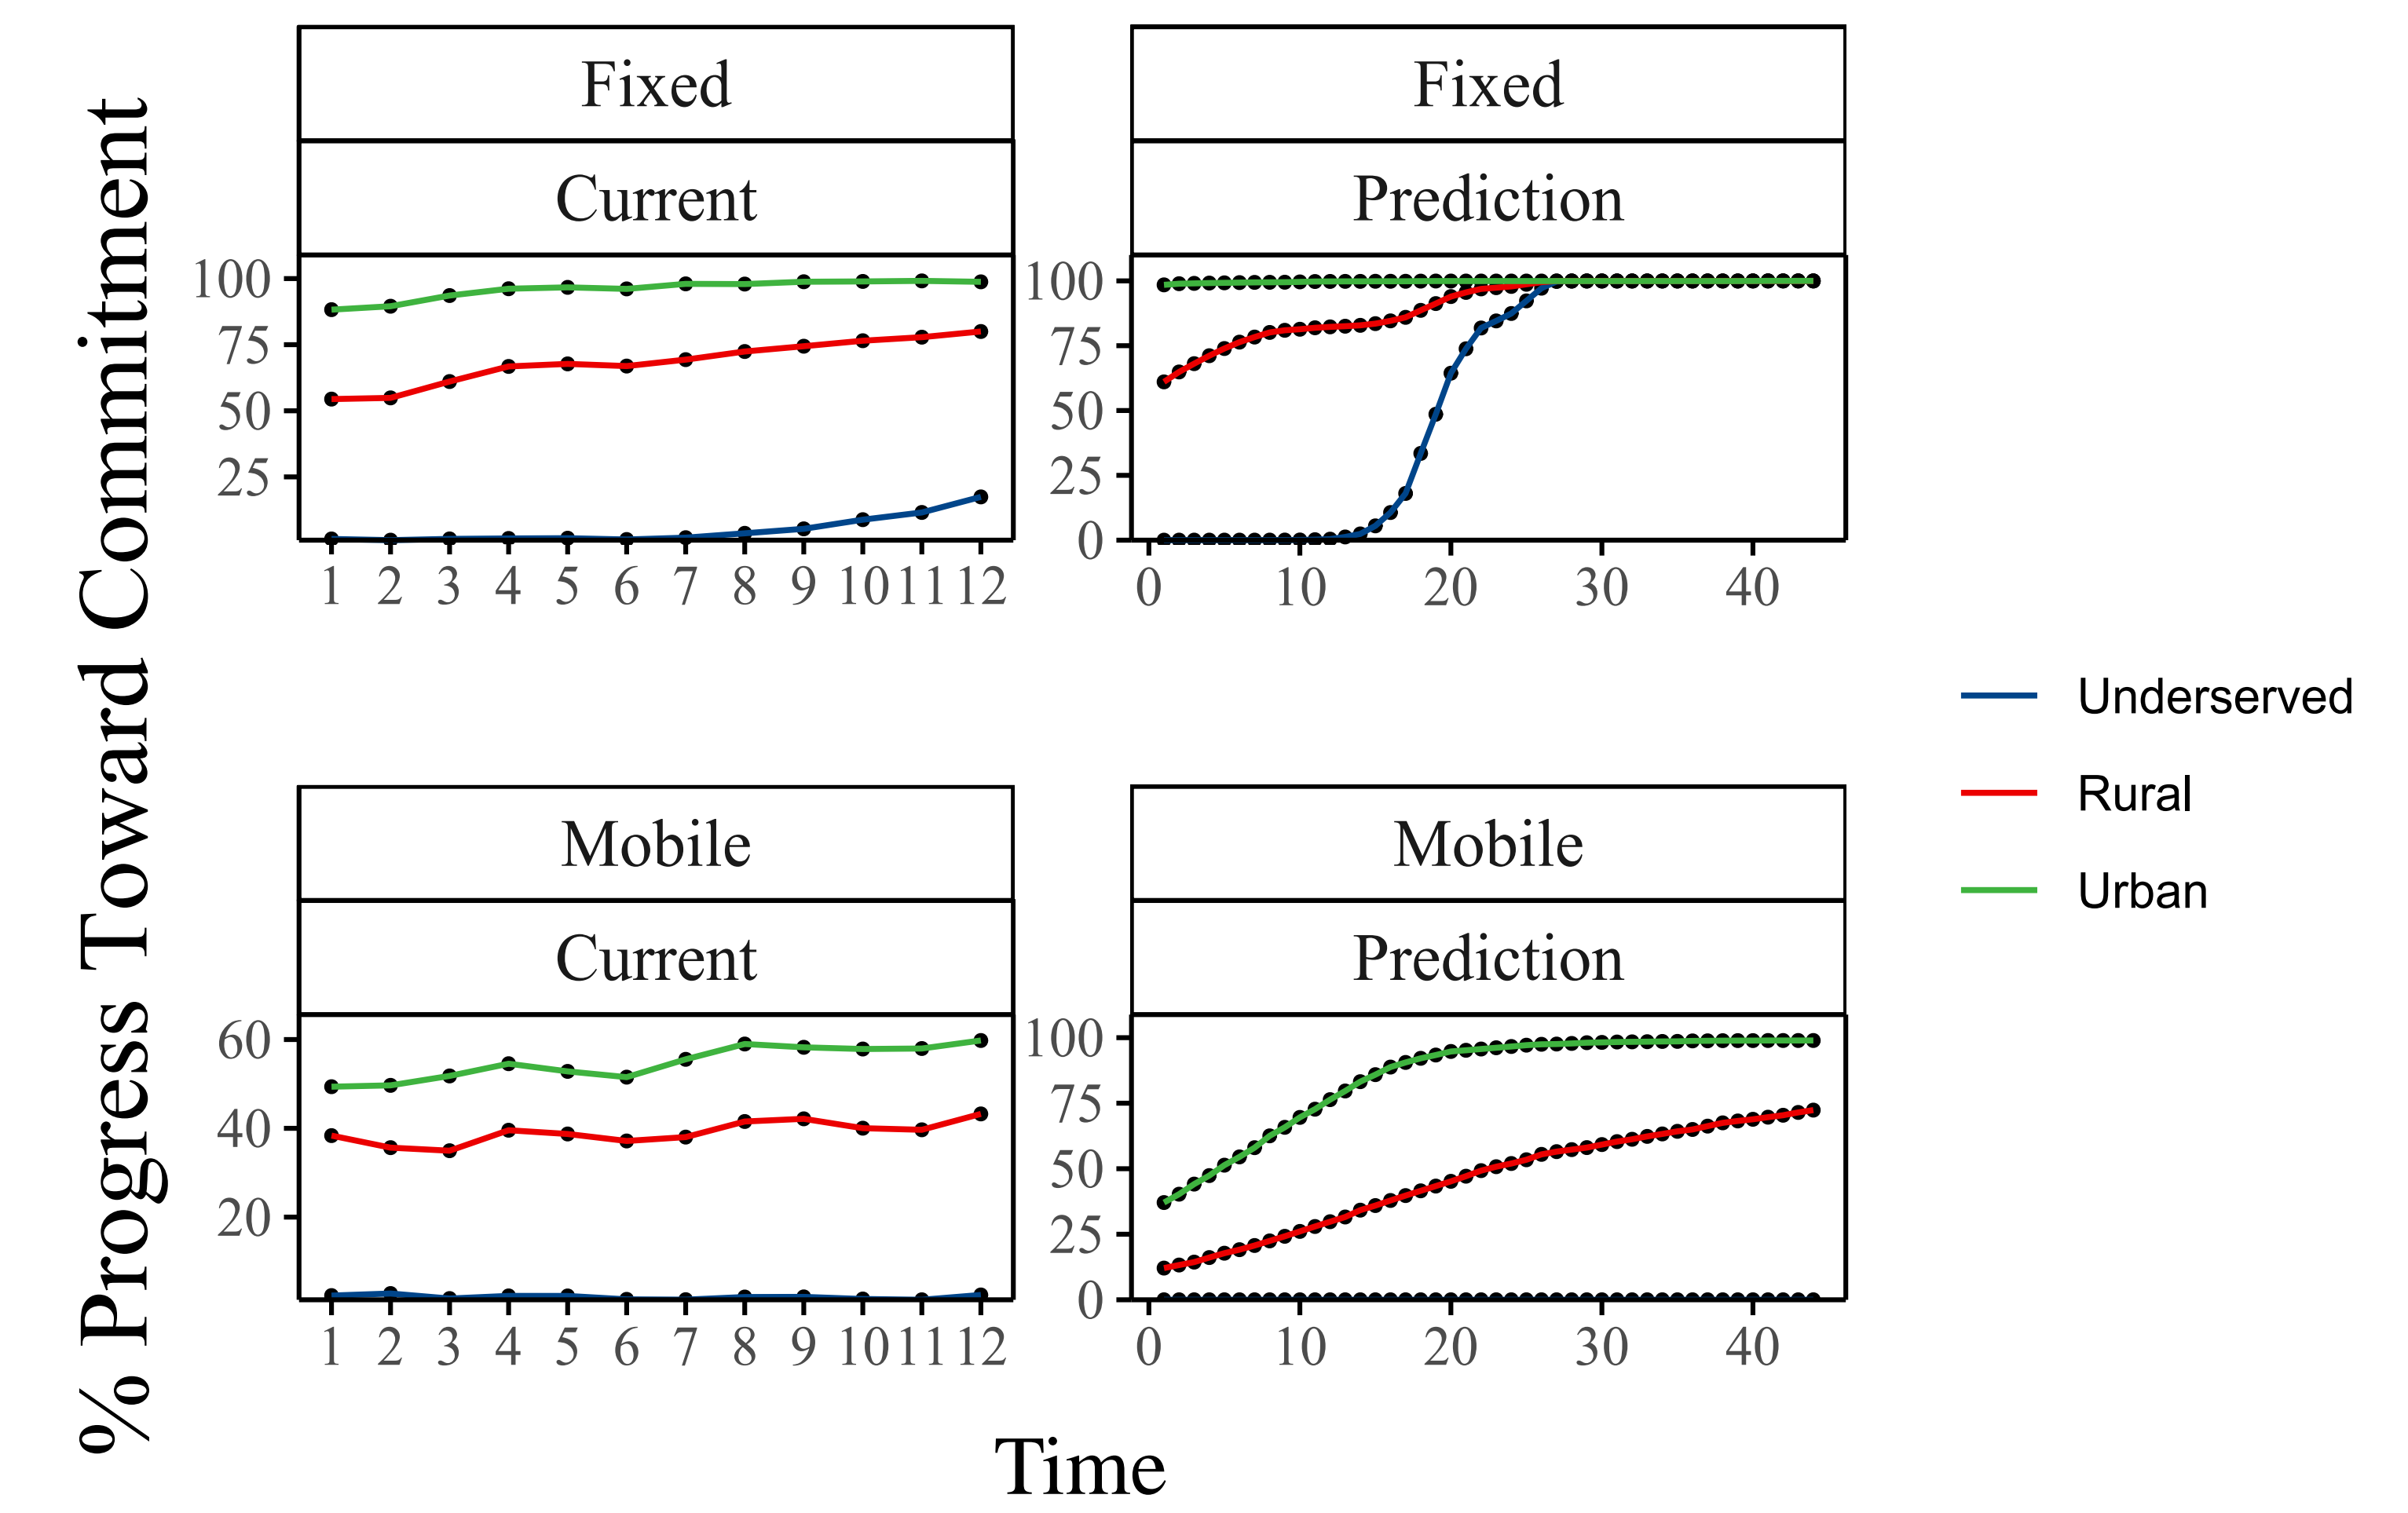 % Progress Toward Commitment
Fixed
Current
100
75
50
25
1 2 3 4 5 6 7 8 9 10 11 12
Fixed
Prediction
100
75
50
25
0
0 10 20 30 40
Mobile
Current
60
40
20
1 2 3 4 5 6 7 8 9 10 11 12
Mobile
Prediction
100
75
50
25
0
0 10 20 30 40
Time
Underserved
Rural
Urban